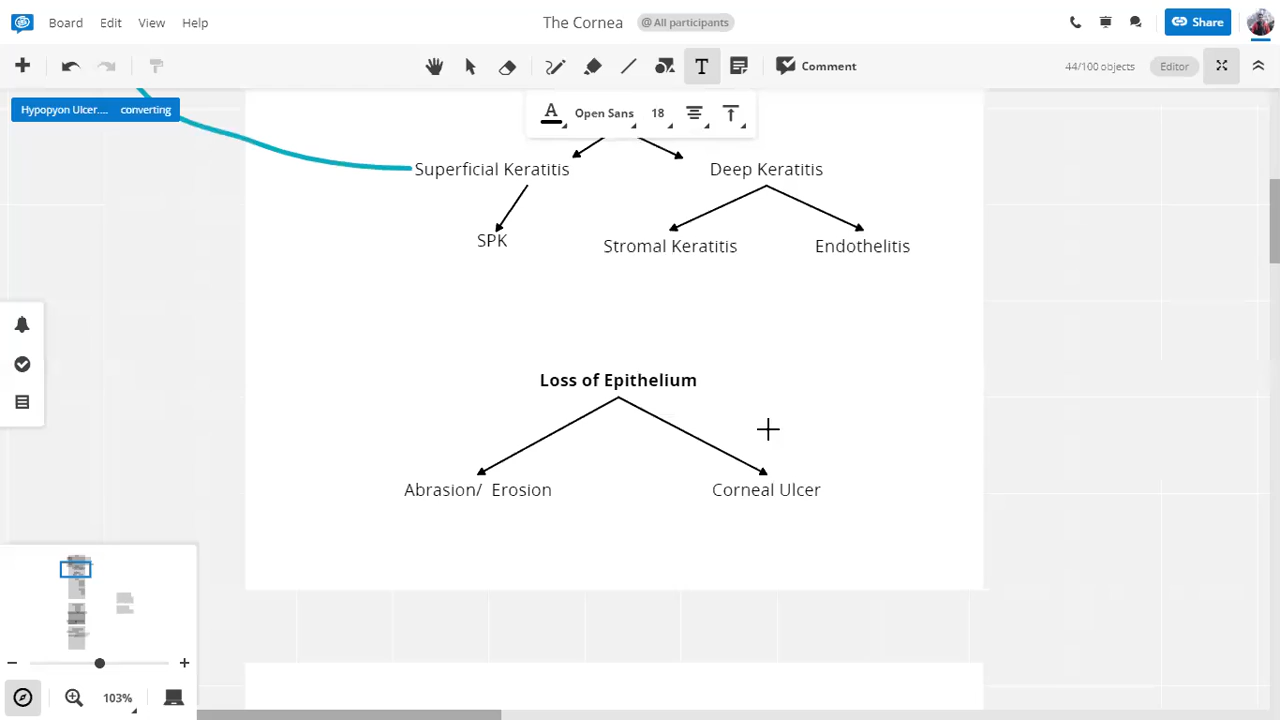 Board Edit View Help
The Cornea
@ All participants
Share
T
Comment
44/100 objects
Editor
Hypopyon Ulcer.... converting
A Open Sans 18
Superficial Keratitis
Deep Keratitis
SPK
Stromal Keratitis
Endothelitis
Loss of Epithelium
Abrasion/ Erosion
Corneal Ulcer
103%